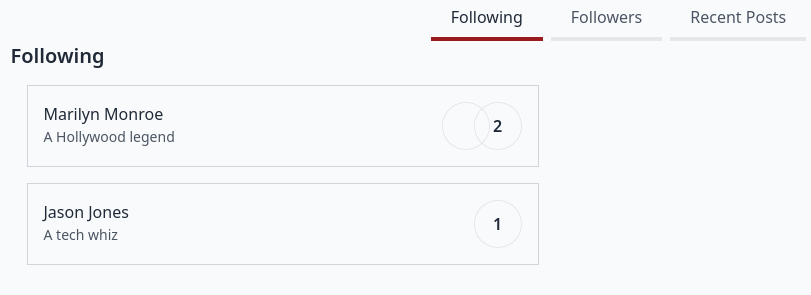 Following
Followers
Recent Posts
Following
Marilyn Monroe
A Hollywood legend
2
Jason Jones
A tech whiz
1